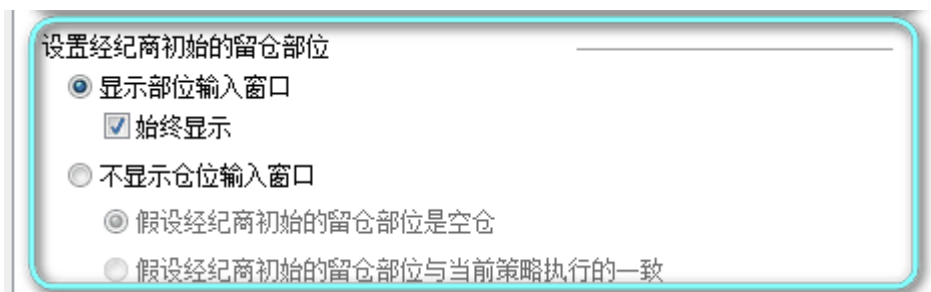 设置经纪商初始的留仓部位
显示部位输入窗口
始终显示
不显示仓位输入窗口
假设经纪商初始的留仓部位是空仓
假设经纪商初始的留仓部位与当前策略执行的一致